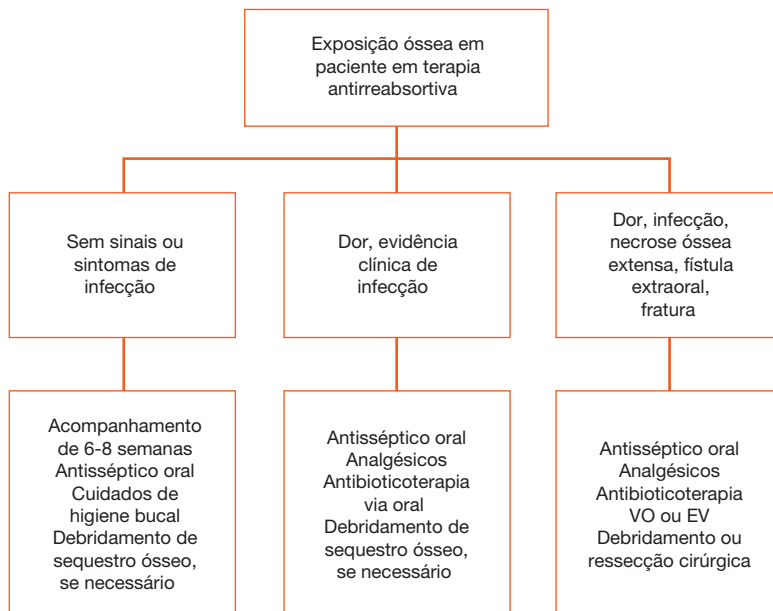 Exposição óssea em
paciente em terapia
antirreabsortiva
Sem sinais ou
sintomas de
infecção
Dor, evidência
clínica de
infecção
Dor, infecção,
necrose óssea
extensa, fístula
extraoral,
fratura
Acompanhamento
de 6-8 semanas
Antisséptico oral
Cuidados de
higiene bucal
Debridamento de
sequestro ósseo,
se necessário
Antisséptico oral
Analgésicos
Antibioticoterapia
via oral
Debridamento de
sequestro ósseo,
se necessário
Antisséptico oral
Analgésicos
Antibioticoterapia
VO ou EV
Debridamento ou
ressecção cirúrgica